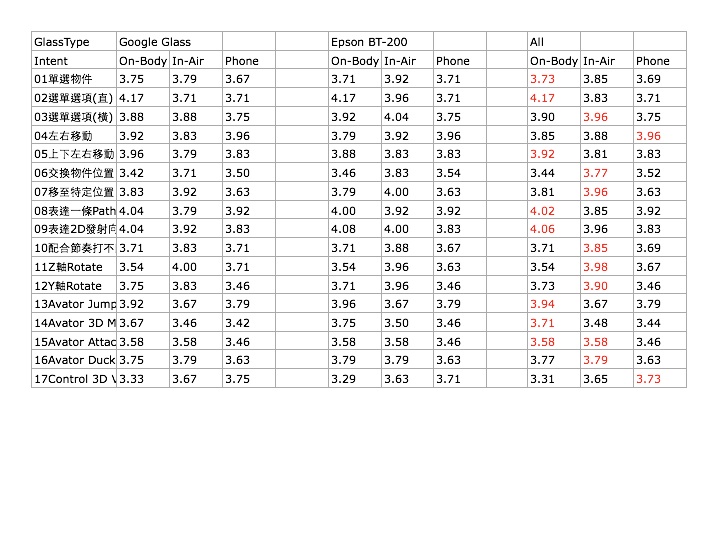 GlassType Google Glass Epson BT-200 All
Intent On-Body In-Air Phone On-Body In-Air Phone On-Body In-Air Phone
01單選物件 3.75 3.79 3.67 3.71 3.92 3.71 3.73 3.85 3.69
02選單選項(直) 4.17 3.71 3.71 4.17 3.96 3.71 4.17 3.83 3.71
03選單選項(橫) 3.88 3.88 3.75 3.92 4.04 3.75 3.90 3.96 3.75
04左右移動 3.92 3.83 3.96 3.79 3.92 3.96 3.85 3.88 3.96
05上下左右移動 3.96 3.79 3.83 3.88 3.83 3.83 3.92 3.81 3.83
06交換物件位置 3.42 3.71 3.50 3.46 3.83 3.54 3.44 3.77 3.52
07移至特定位置 3.83 3.92 3.63 3.79 4.00 3.63 3.81 3.96 3.63
08表達一條Path 4.04 3.79 3.92 4.00 3.92 3.92 4.02 3.85 3.92
09表達2D發射向 4.04 3.92 3.83 4.08 4.00 3.83 4.06 3.96 3.83
10配合節奏打不 3.71 3.83 3.71 3.71 3.88 3.67 3.71 3.85 3.69
11Z軸Rotate 3.54 4.00 3.71 3.54 3.96 3.63 3.54 3.98 3.67
12Y軸Rotate 3.75 3.83 3.46 3.71 3.96 3.46 3.73 3.90 3.46
13Avator Jump 3.92 3.67 3.79 3.96 3.67 3.79 3.94 3.67 3.79
14Avator 3D M 3.67 3.46 3.42 3.75 3.50 3.46 3.71 3.48 3.44
15Avator Attac 3.58 3.58 3.46 3.58 3.58 3.46 3.58 3.58 3.46
16Avator Duck 3.75 3.79 3.63 3.79 3.79 3.63 3.77 3.79 3.63
17Control 3D 3.33 3.67 3.75 3.29 3.63 3.71 3.31 3.65 3.73